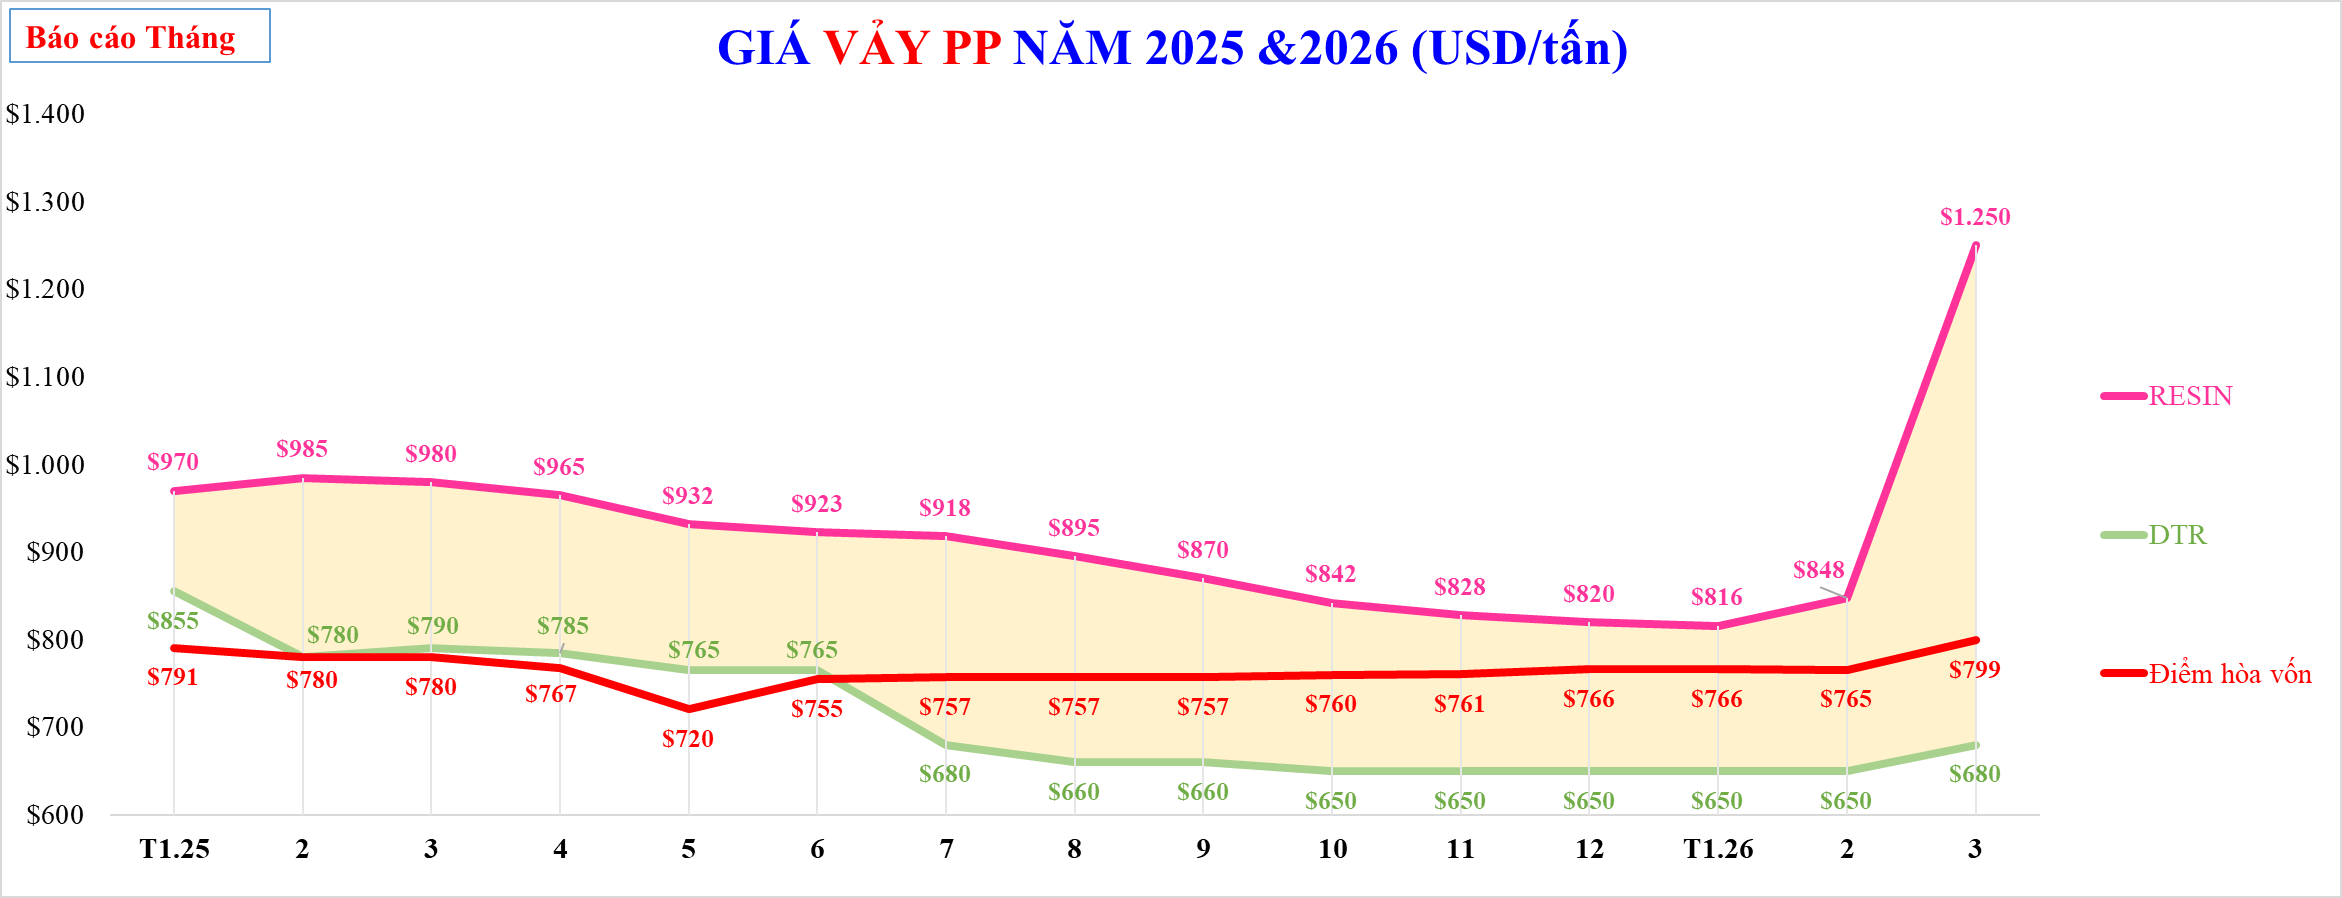 Báo cáo Tháng
GIÁ VẢY PP NĂM 2025 &2026 (USD/tấn)
$1.400
$1.300
$1.200
$1.100
$1.000
$900
$800
$700
$600
$970 $985 $980 $965 $932 $923 $918 $895 $870 $842 $828 $820 $816 $848 $1.250
$855 $780 $790 $785 $765 $765 $680 $660 $660 $650 $650 $650 $650 $650 $680
$791 $780 $780 $767 $720 $755 $757 $757 $757 $760 $761 $766 $766 $765 $799
T1.25 2 3 4 5 6 7 8 9 10 11 12 T1.26 2 3
RESIN
DTR
Điểm hòa vốn